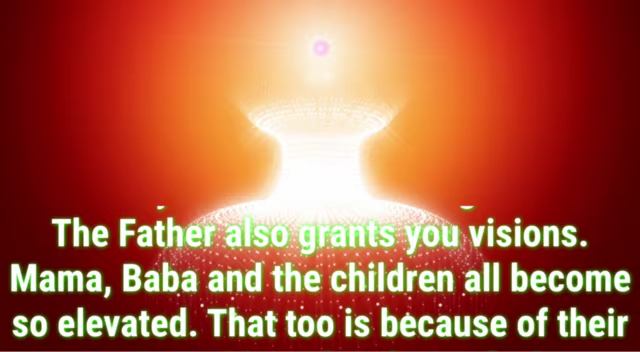 The Father also grants you visions.
Mama, Baba and the children all become
so elevated. That too is because of their